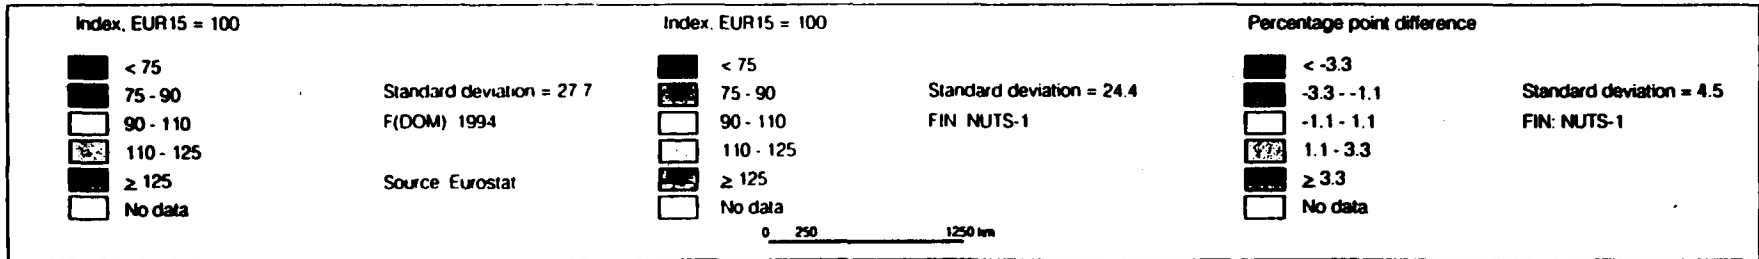 Index, EUR15 = 100
< 75
75 - 90
90 - 110
110 - 125
≥ 125
No data
Standard deviation = 27 7
F(DOM) 1994
Source Eurostat
Index, EUR15 = 100
< 75
75 - 90
90 - 110
110 - 125
≥ 125
No data
Standard deviation = 24.4
FIN NUTS-1
0 250 1250 km
Percentage point difference
< -3.3
-3.3 - -1.1
-1.1 - 1.1
1.1 - 3.3
≥ 3.3
No data
Standard deviation = 4.5
FIN: NUTS-1